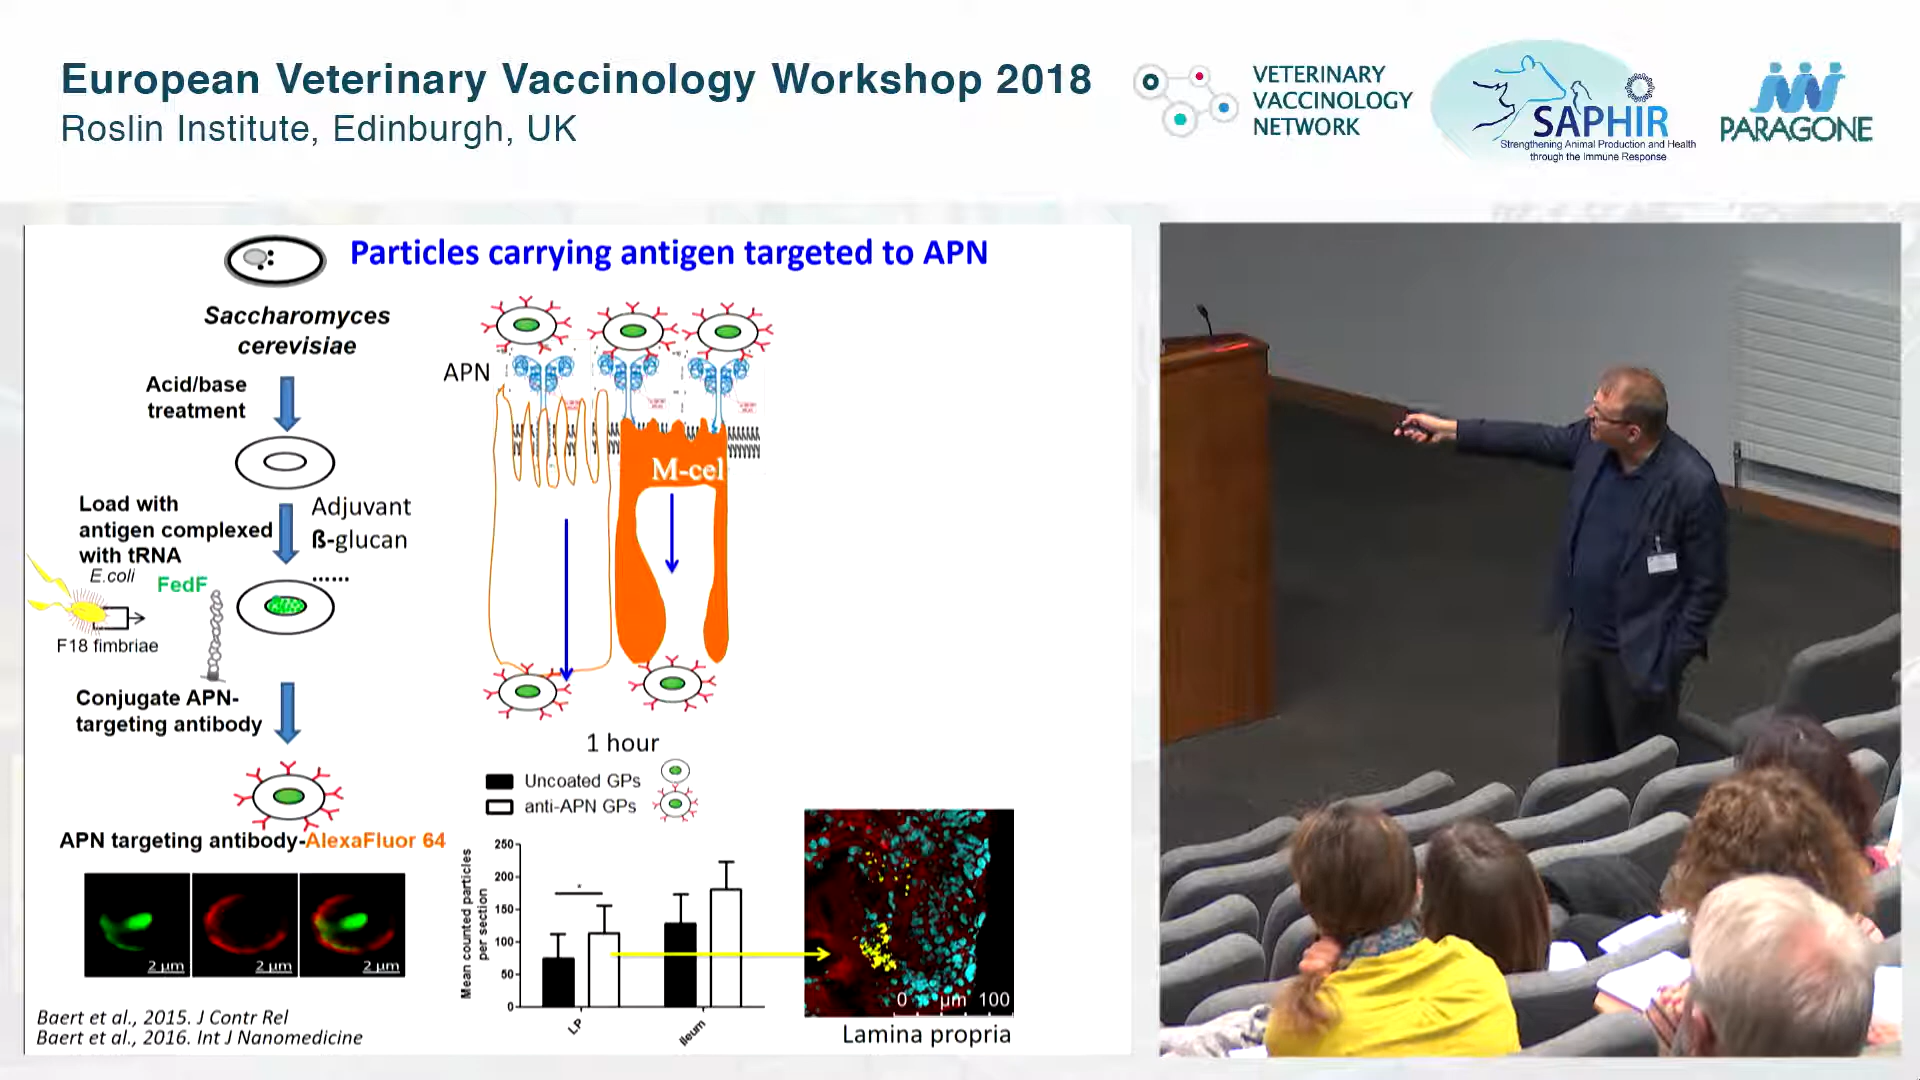 European Veterinary Vaccinology Workshop 2018
Roslin Institute, Edinburgh, UK
VETERINARY
VACCINOLOGY
NETWORK
SAPHIR
Strengthening Animal Production and Health
through the Immune Response
PARAGONE
Particles carrying antigen targeted to APN
Saccharomyces
cerevisiae
Acid/base
treatment
Load with
antigen complexed
with tRNA
Adjuvant
ß-glucan
......
E.coli
FedF
F18 fimbriae
Conjugate APN-
targeting antibody
APN targeting antibody-AlexaFluor 64
2 µm
2 µm
2 µm
Baert et al., 2015. J Contr Rel
Baert et al., 2016. Int J Nanomedicine
APN
M-cel
1 hour
Uncoated GPs
anti-APN GPs
Mean counted particles
per section
250
200
150
100
50
0
*
LP
Ileum
0 µm 100
Lamina propria